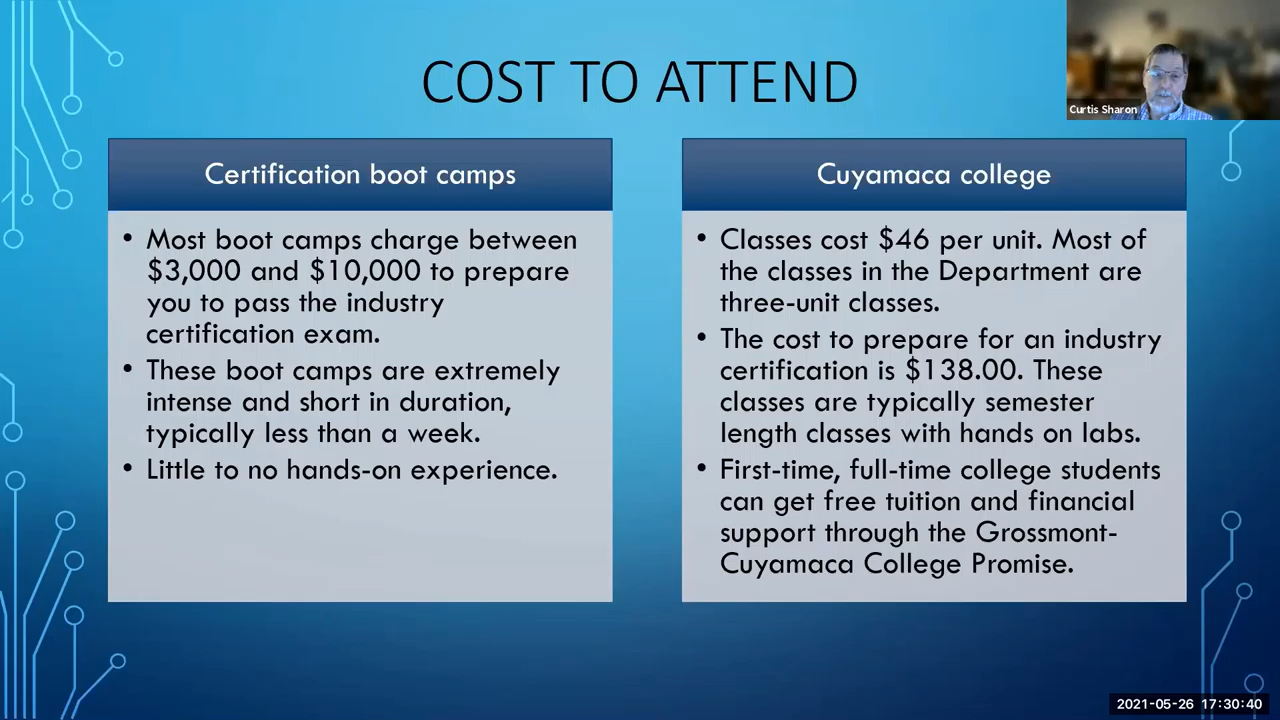 COST TO ATTEND
Curtis Sharon
Certification boot camps
• Most boot camps charge between
$3,000 and $10,000 to prepare
you to pass the industry
certification exam.
• These boot camps are extremely
intense and short in duration,
typically less than a week.
• Little to no hands-on experience.
Cuyamaca college
• Classes cost $46 per unit. Most of
the classes in the Department are
three-unit classes.
• The cost to prepare for an industry
certification is $138.00. These
classes are typically semester
length classes with hands on labs.
• First-time, full-time college students
can get free tuition and financial
support through the Grossmont-
Cuyamaca College Promise.
2021-05-26 17:30:40